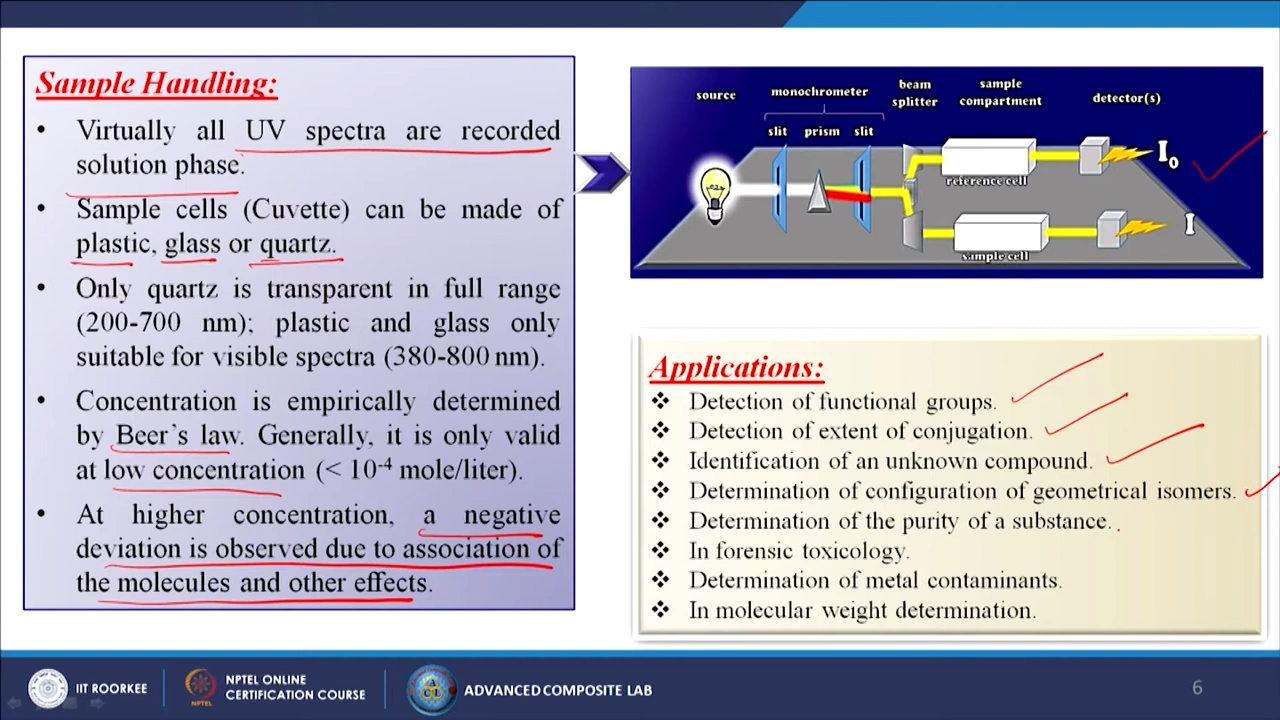 Sample Handling:
• Virtually all UV spectra are recorded
solution phase.
• Sample cells (Cuvette) can be made of
plastic, glass or quartz.
• Only quartz is transparent in full range
(200-700 nm); plastic and glass only
suitable for visible spectra (380-800 nm).
• Concentration is empirically determined
by Beer's law. Generally, it is only valid
at low concentration (< 10-4 mole/liter).
• At higher concentration, a negative
deviation is observed due to association of
the molecules and other effects.
source
monochrometer
beam
splitter
sample
compartment
detector(s)
slit prism slit
I0
reference cell
I
sample cell
Applications:
❖ Detection of functional groups.
❖ Detection of extent of conjugation.
❖ Identification of an unknown compound.
❖ Determination of configuration of geometrical isomers.
❖ Determination of the purity of a substance.
❖ In forensic toxicology.
❖ Determination of metal contaminants.
❖ In molecular weight determination.
IIT ROORKEE
NPTEL
NPTEL ONLINE
CERTIFICATION COURSE
ACL
ADVANCED COMPOSITE LAB
6